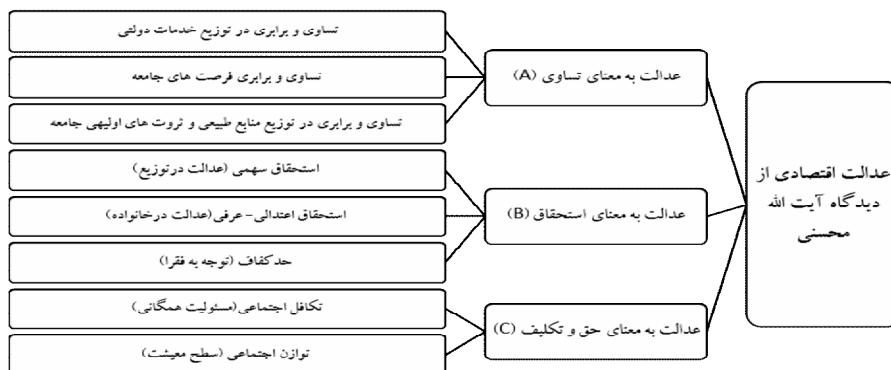 عدالت اقتصادی از
دیدگاه آیت الله
محسنی
عدالت به معنای تساوی (A)
تساوی و برابری در توزیع خدمات دولتی
تساوی و برابری فرصت های جامعه
تساوی و برابری در توزیع منابع طبیعی و ثروت های اولیهی جامعه
عدالت به معنای استحقاق (B)
استحقاق سهمی (عدالت درتوزیع)
استحقاق اعتدالی- عرفی(عدالت درخانواده)
حدکفاف (توجه به فقرا)
عدالت به معنای حق و تکلیف (C)
تکافل اجتماعی(مسئولیت همگانی)
توازن اجتماعی (سطح معیشت)